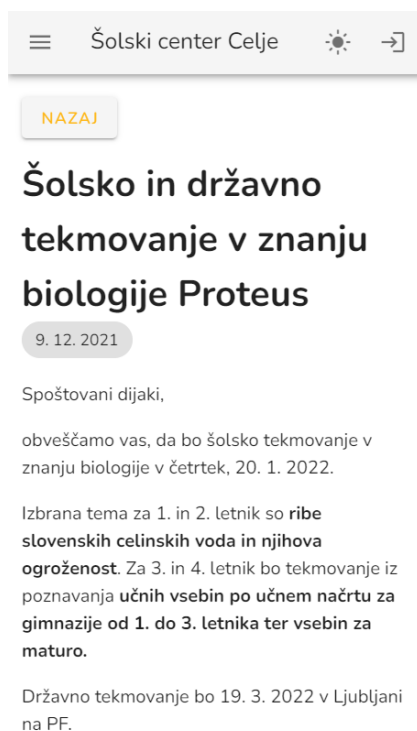 Šolski center Celje
NAZAJ
Šolsko in državno
tekmovanje v znanju
biologije Proteus
9. 12. 2021
Spoštovani dijaki,
obveščamo vas, da bo šolsko tekmovanje v
znanju biologije v četrtek, 20. 1. 2022.
Izbrana tema za 1. in 2. letnik so ribe
slovenskih celinskih voda in njihova
ogroženost. Za 3. in 4. letnik bo tekmovanje iz
poznavanja učnih vsebin po učnem načrtu za
gimnazije od 1. do 3. letnika ter vsebin za
maturo.
Državno tekmovanje bo 19. 3. 2022 v Ljubljani
na PF.